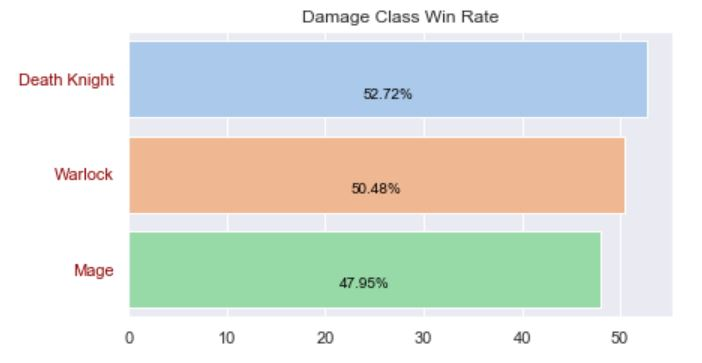 Damage Class Win Rate
Death Knight
52.72%
Warlock
50.48%
Mage
47.95%
0 10 20 30 40 50